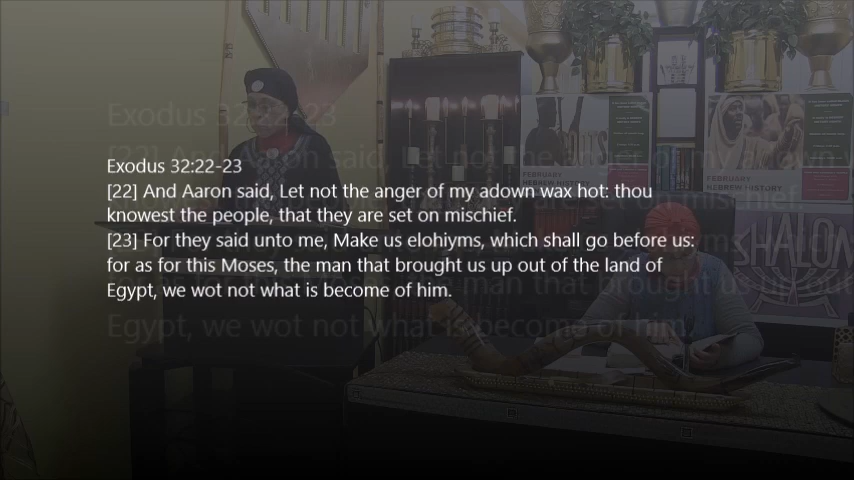 Exodus 32:22-23
[22] And Aaron said, Let not the anger of my adown wax hot: thou
knowest the people, that they are set on mischief.
[23] For they said unto me, Make us elohiyms, which shall go before us:
for as for this Moses, the man that brought us up out of the land of
Egypt, we wot not what is become of him.
FEBRUARY
HEBREW HISTORY
FEBRUARY
HEBREW HISTORY
SHALOM